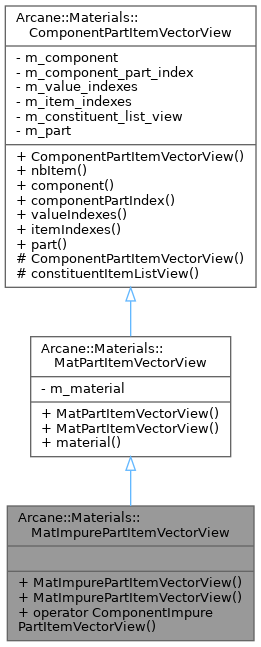 Arcane::Materials::
ComponentPartItemVectorView
- m_component
- m_component_part_index
- m_value_indexes
- m_item_indexes
- m_constituent_list_view
- m_part
+ ComponentPartItemVectorView()
+ nbItem()
+ component()
+ componentPartIndex()
+ valueIndexes()
+ itemIndexes()
+ part()
# ComponentPartItemVectorView()
# constituentItemListView()
Arcane::Materials::
MatPartItemVectorView
- m_material
+ MatPartItemVectorView()
+ MatPartItemVectorView()
+ material()
Arcane::Materials::
MatImpurePartItemVectorView
+ MatImpurePartItemVectorView()
+ MatImpurePartItemVectorView()
+ operator ComponentImpure
PartItemVectorView()